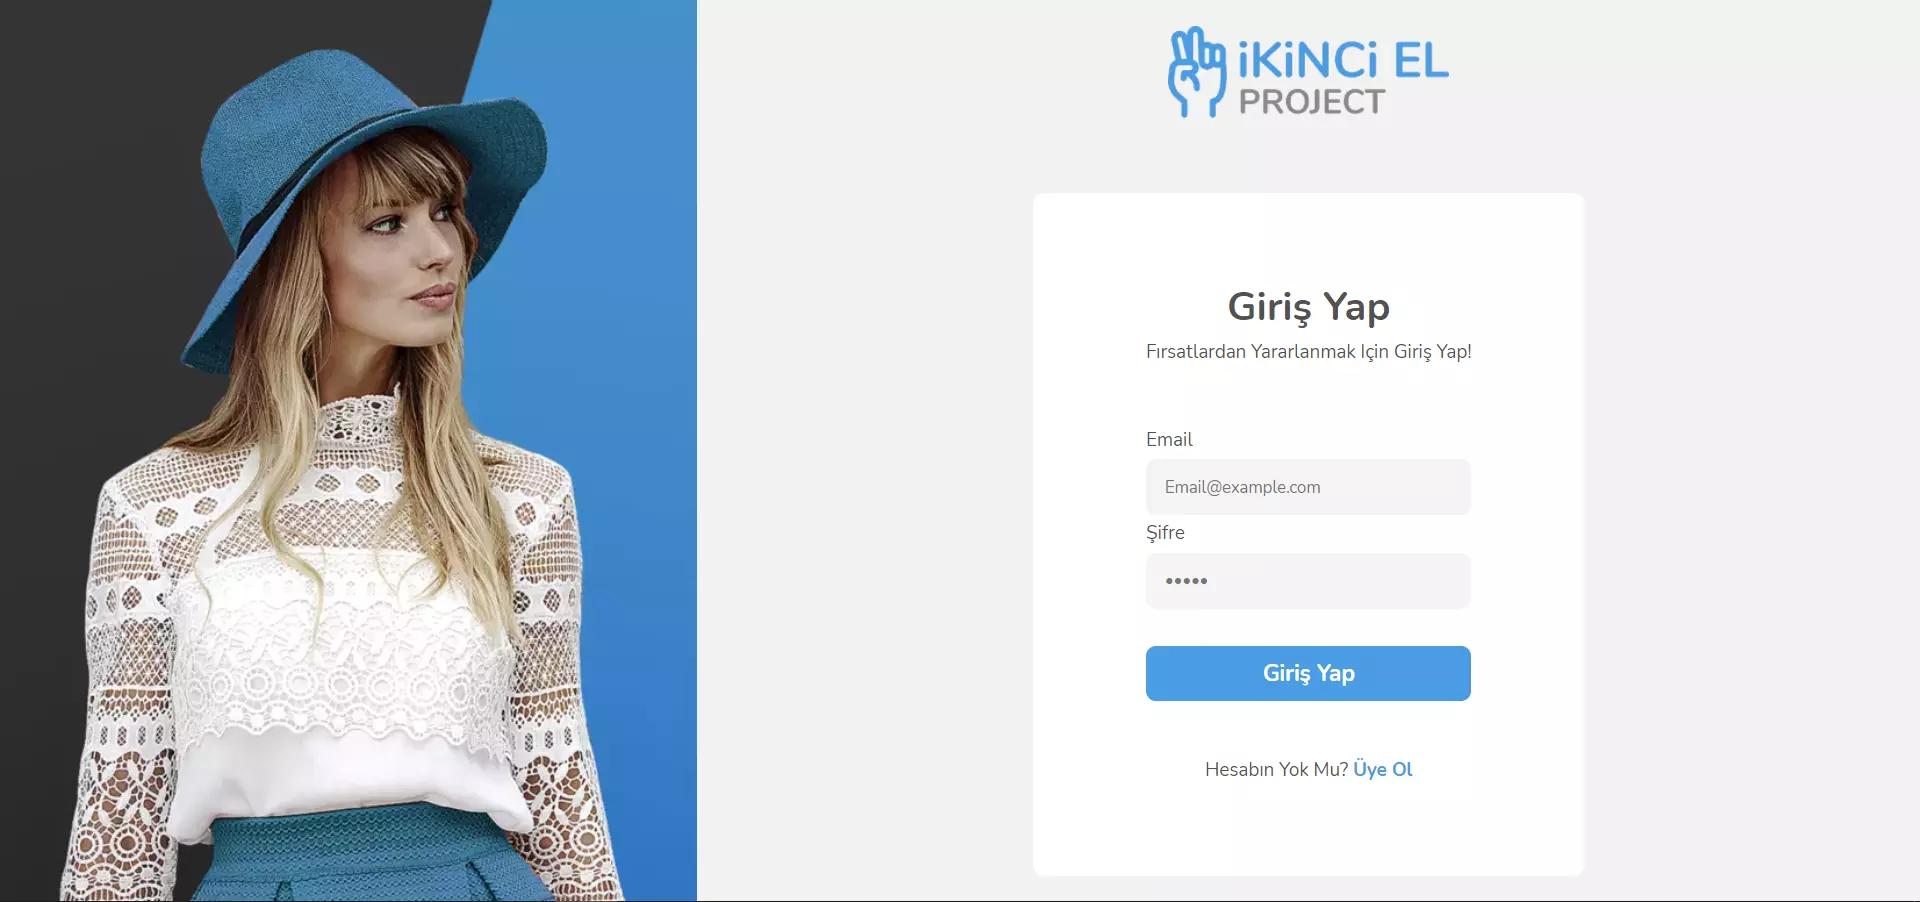 iKiNCi EL
PROJECT
Giriş Yap
Fırsatlardan Yararlanmak Için Giriş Yap!
Email
Email@example.com
Şifre
•••••
Giriş Yap
Hesabın Yok Mu? Üye Ol